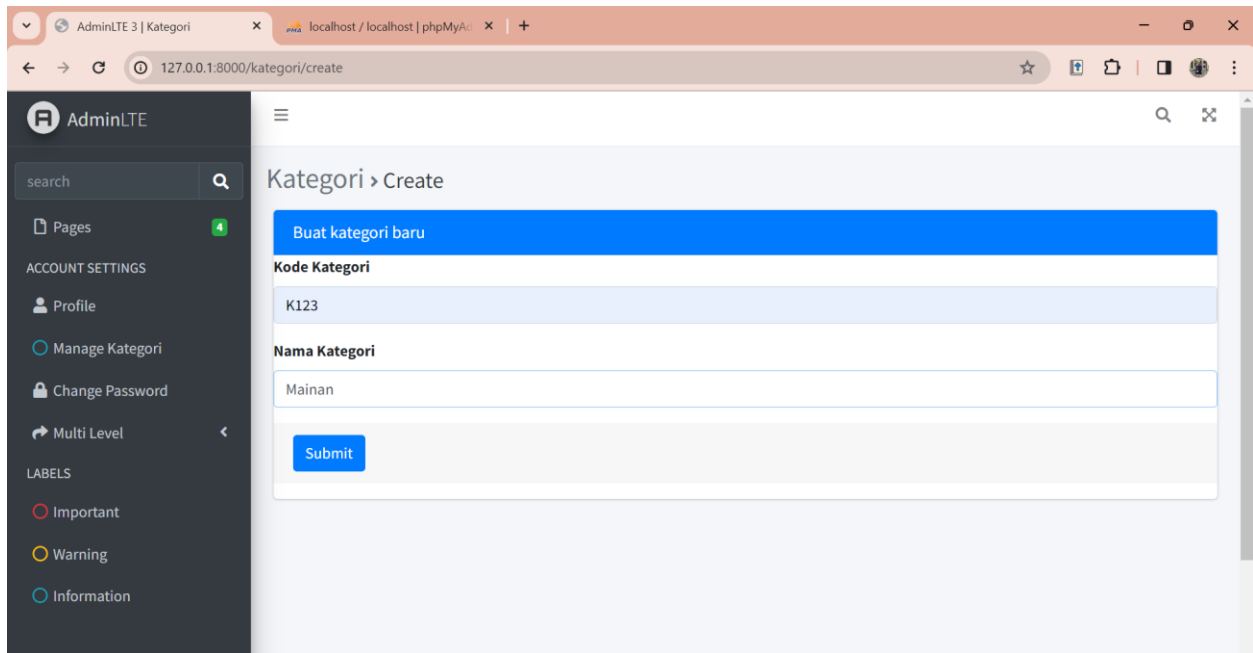 AdminLTE 3 | Kategori
localhost / localhost | phpMyAd
127.0.0.1:8000/kategori/create
AdminLTE
search
Kategori › Create
Pages 4
Buat kategori baru
ACCOUNT SETTINGS
Kode Kategori
Profile
K123
Manage Kategori
Nama Kategori
Change Password
Mainan
Multi Level
Submit
LABELS
Important
Warning
Information